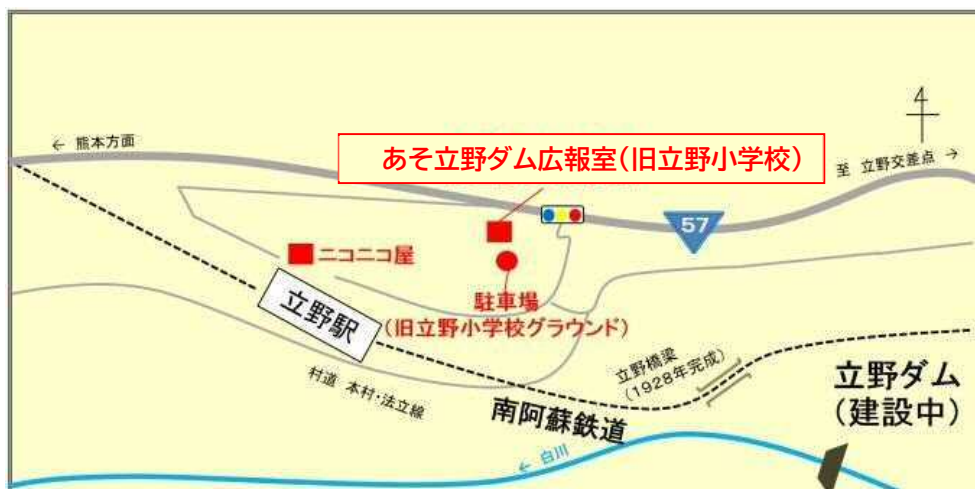 ← 熊本方面
あそ立野ダム広報室(旧立野小学校)
至 立野交差点 →
57
ニコニコ屋
立野駅
駐車場
(旧立野小学校グラウンド)
村道 本村・法立線
南阿蘇鉄道
立野橋梁
(1928年完成)
立野ダム
(建設中)
← 白川